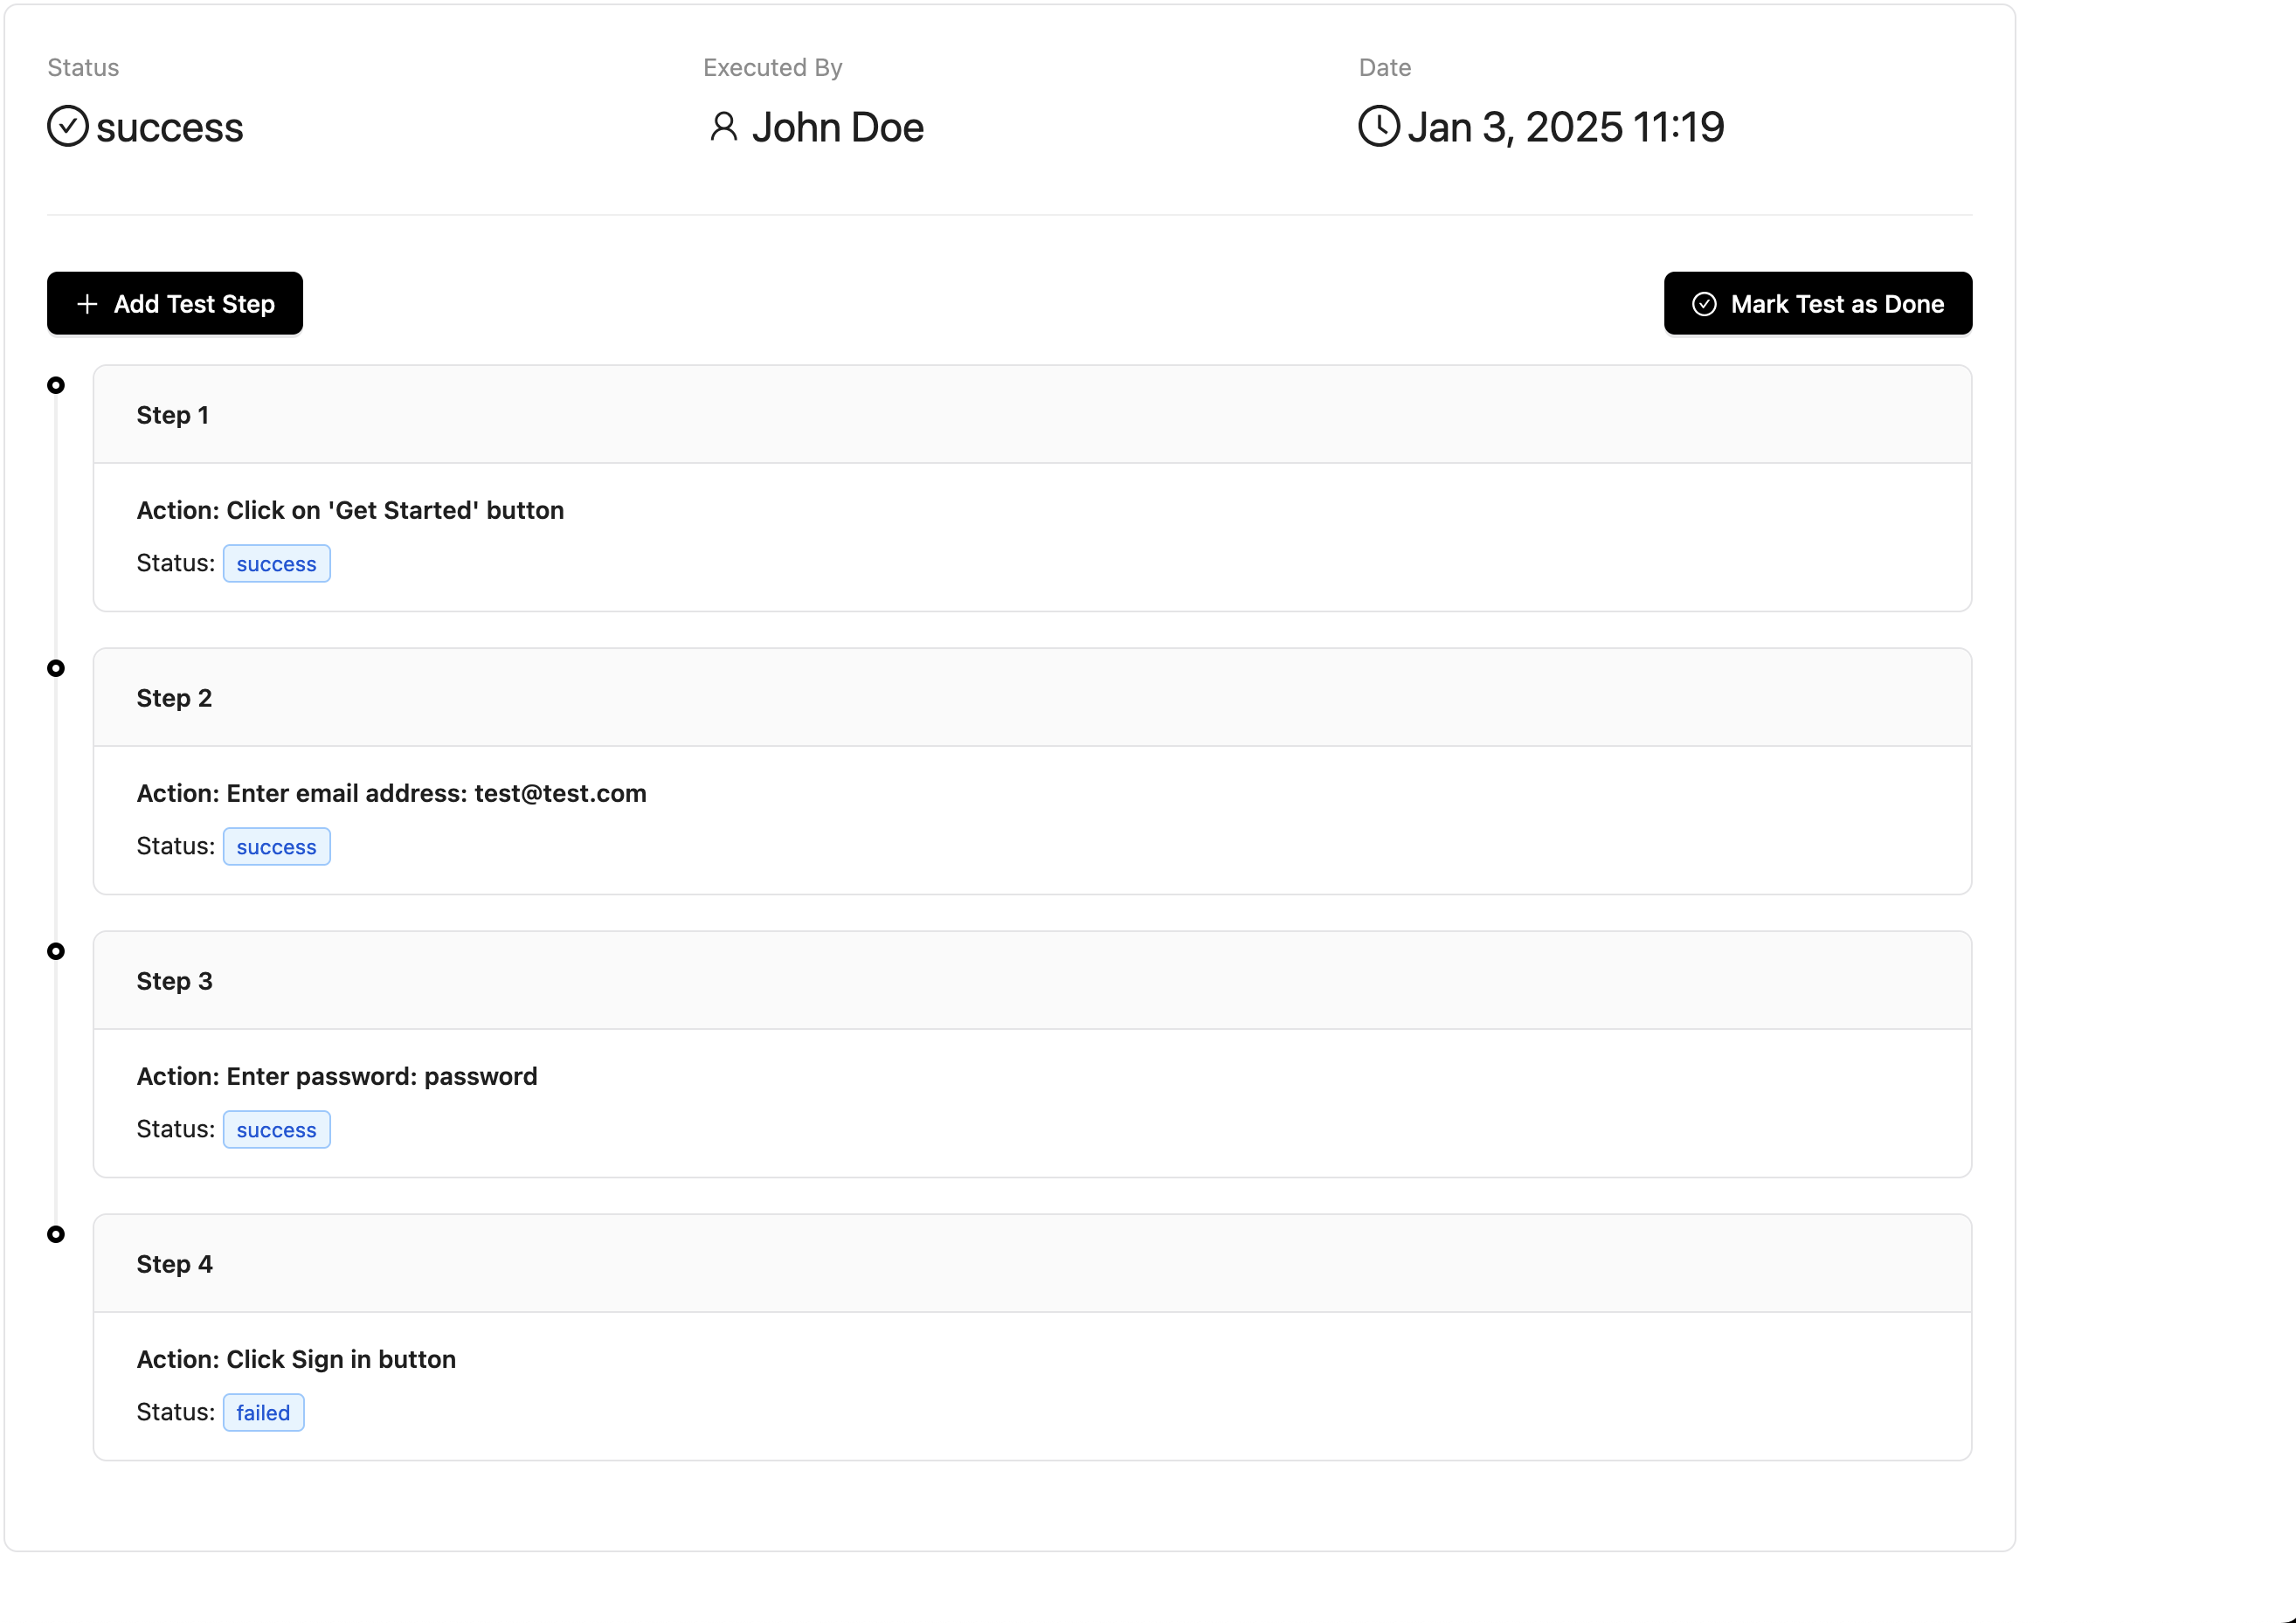 Status
success
Executed By
John Doe
Date
Jan 3, 2025 11:19
Add Test Step
Mark Test as Done
Step 1
Action: Click on 'Get Started' button
Status: success
Step 2
Action: Enter email address: test@test.com
Status: success
Step 3
Action: Enter password: password
Status: success
Step 4
Action: Click Sign in button
Status: failed